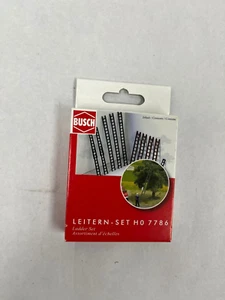 BUSCH
LEITERN-SET H0 7786
Ladder Set
Assortiment d'échelles